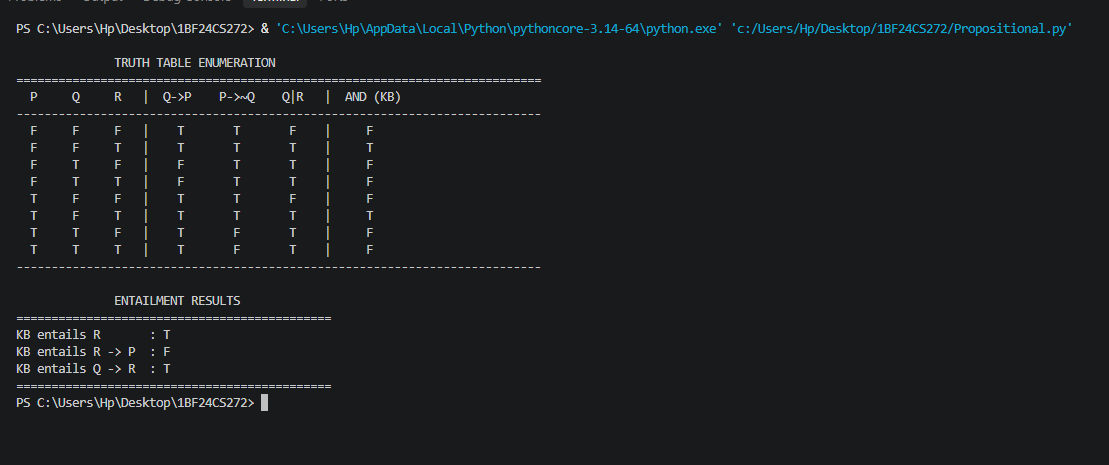 Terminal
PS C:\Users\Hp\Desktop\1BF24CS272> & 'C:\Users\Hp\AppData\Local\Python\pythoncore-3.14-64\python.exe' 'c:/Users/Hp/Desktop/1BF24CS272/Propositional.py'
TRUTH TABLE ENUMERATION
===========================================================================
P Q R | Q->P P->~Q Q|R | AND (KB)
---------------------------------------------------------------------------
F F F | T T F | F
F F T | T T T | T
F T F | F T T | F
F T T | F T T | F
T F F | T T F | F
T F T | T T T | T
T T F | T F T | F
T T T | T F T | F
---------------------------------------------------------------------------
ENTAILMENT RESULTS
=============================================
KB entails R : T
KB entails R -> P : F
KB entails Q -> R : T
=============================================
PS C:\Users\Hp\Desktop\1BF24CS272>